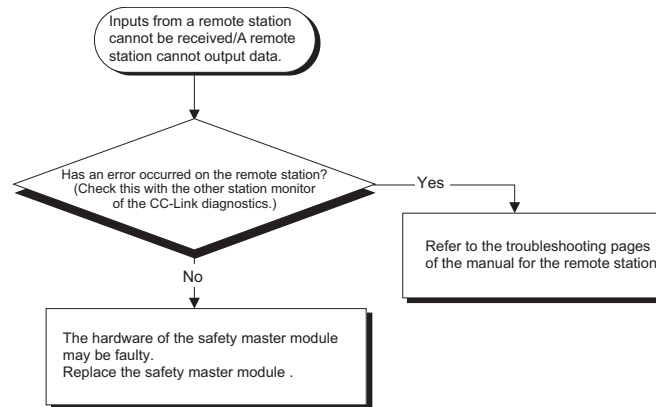 Inputs from a remote station
cannot be received/A remote
station cannot output data.
Has an error occurred on the remote station?
(Check this with the other station monitor
of the CC-Link diagnostics.)
Yes
Refer to the troubleshooting pages
of the manual for the remote station
No
The hardware of the safety master module
may be faulty.
Replace the safety master module .